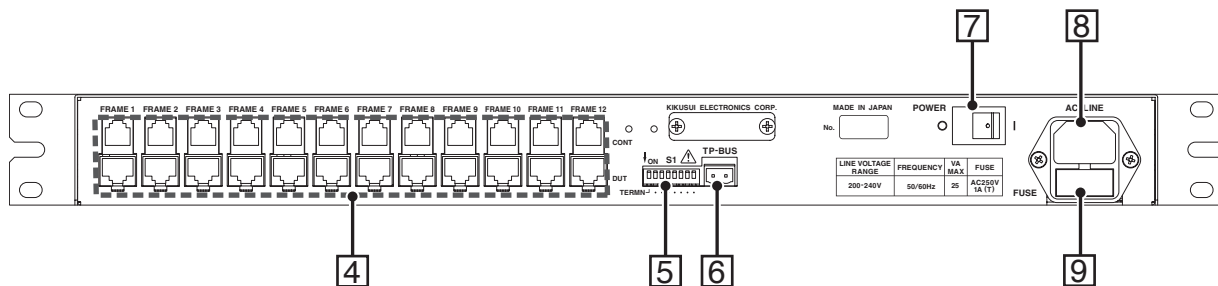 7
8
FRAME 1 FRAME 2 FRAME 3 FRAME 4 FRAME 5 FRAME 6 FRAME 7 FRAME 8 FRAME 9 FRAME 10 FRAME 11 FRAME 12
KIKUSUI ELECTRONICS CORP.
MADE IN JAPAN
POWER
AC LINE
No.
I
CONT
ON S1
TP-BUS
DUT
TERMN
LINE VOLTAGE RANGE FREQUENCY VA MAX FUSE
200-240V 50/60Hz 25 AC250V 1A (T)
FUSE
4
5
6
9